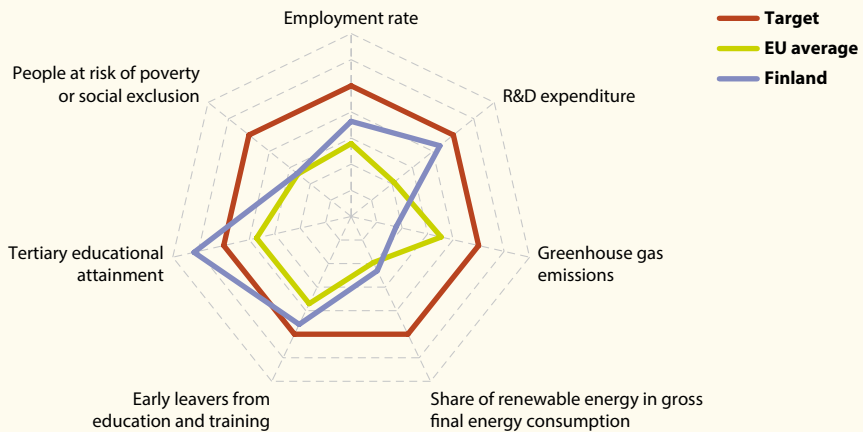 Employment rate
Target
EU average
Finland
People at risk of poverty
or social exclusion
R&D expenditure
Tertiary educational
attainment
Greenhouse gas
emissions
Early leavers from
education and training
Share of renewable energy in gross
final energy consumption